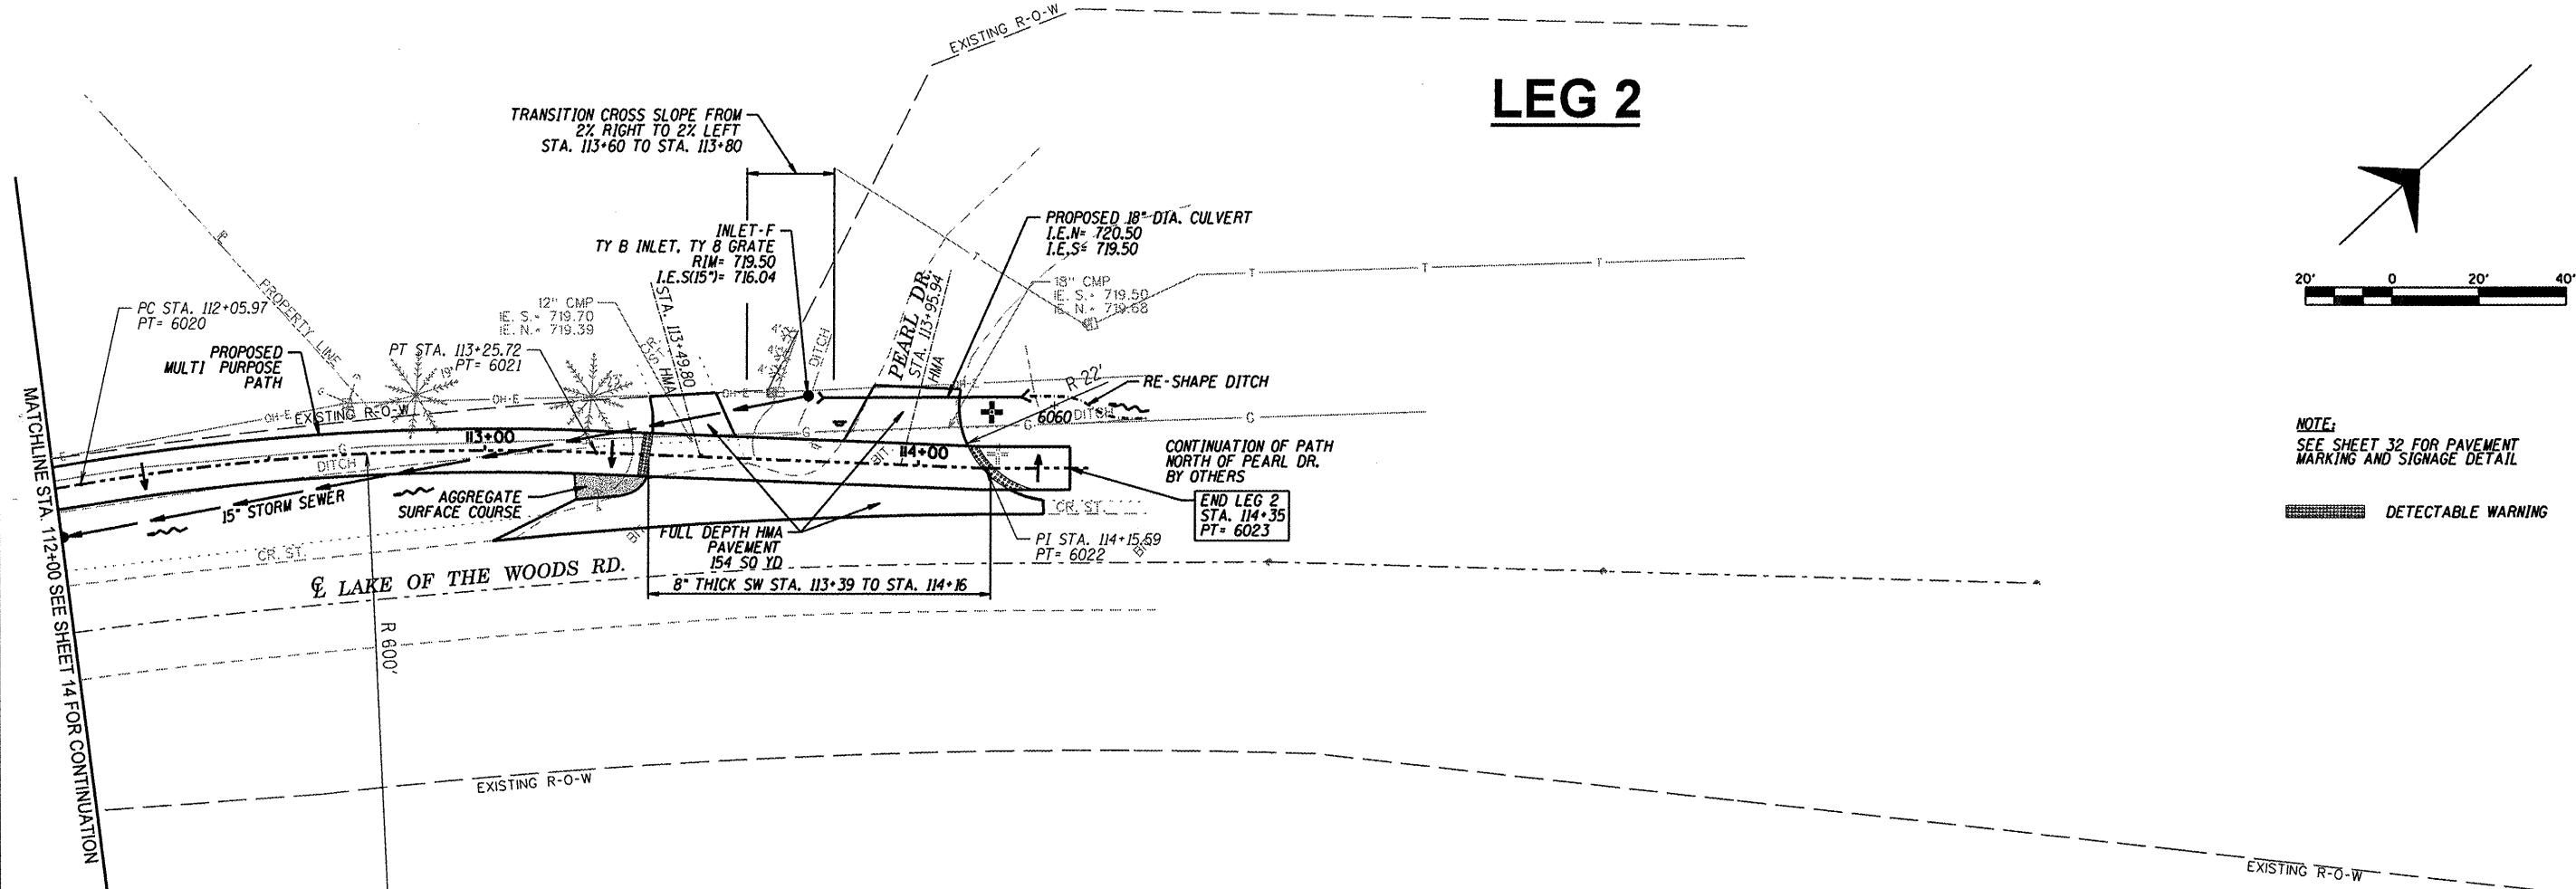 EXISTING R-O-W
LEG 2
TRANSITION CROSS SLOPE FROM
2% RIGHT TO 2% LEFT
STA. 113+60 TO STA. 113+80
INLET-F
TY B INLET, TY 8 GRATE
RIM= 719.50
I.E.S(15")= 716.04
PROPOSED 18" DIA. CULVERT
I.E.N= 720.50
I.E.S= 719.50
18" CMP
IE. S.= 719.50
IE. N.= 719.68
PEARL DR.
STA. 113+95.94
HMA
DITCH
STA. 113+49.80
HMA
12" CMP
IE. S.= 719.70
IE. N.= 719.39
PT STA. 113+25.72
PT= 6021
PC STA. 112+05.97
PT= 6020
PROPERTY LINE
PROPOSED
MULTI PURPOSE
PATH
T
T
T
T
20' 0 20' 40'
R-22'
RE-SHAPE DITCH
6060
DITCH
OH-E
OH-E
OH-E
OH-E
EXISTING R-O-W
G
G
G
G
G
113+00
114+00
DITCH
BIT.
CONTINUATION OF PATH
NORTH OF PEARL DR.
BY OTHERS
END LEG 2
STA. 114+35
PT= 6023
NOTE:
SEE SHEET 32 FOR PAVEMENT
MARKING AND SIGNAGE DETAIL
DETECTABLE WARNING
15" STORM SEWER
AGGREGATE
SURFACE COURSE
FULL DEPTH HMA
PAVEMENT
154 SQ YD
CR. ST.
CR. ST.
PI STA. 114+15.59
PT= 6022
8" THICK SW STA. 113+39 TO STA. 114+16
℄ LAKE OF THE WOODS RD.
R 600'
MATCHLINE STA. 112+00 SEE SHEET 14 FOR CONTINUATION
EXISTING R-O-W
EXISTING R-O-W